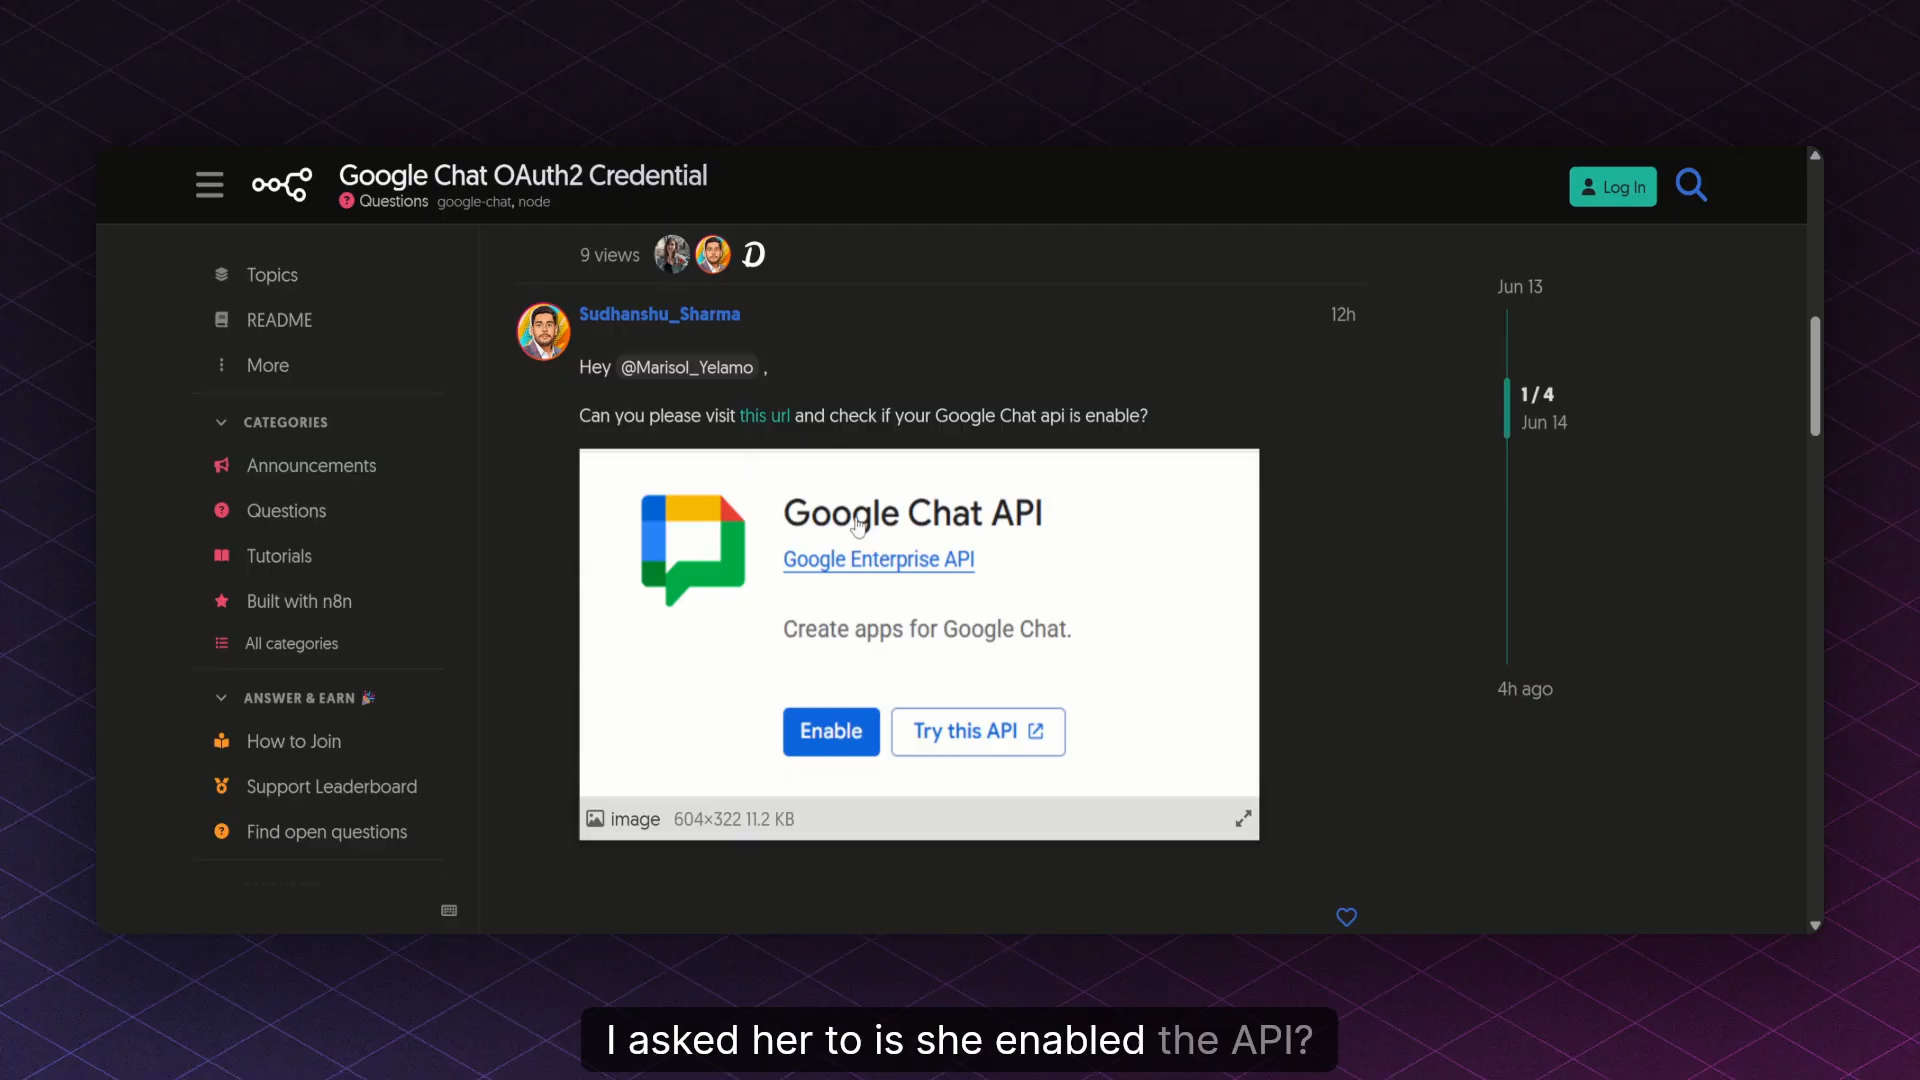 Google Chat OAuth2 Credential
Questions google-chat, node
Log In
Topics
README
More
CATEGORIES
Announcements
Questions
Tutorials
Built with n8n
All categories
ANSWER & EARN 🎉
How to Join
Support Leaderboard
Find open questions
9 views
Sudhanshu_Sharma
12h
Hey @Marisol_Yelamo ,
Can you please visit this url and check if your Google Chat api is enable?
Google Chat API
Google Enterprise API
Create apps for Google Chat.
Enable
Try this API
image 604×322 11.2 KB
Jun 13
1 / 4
Jun 14
4h ago
I asked her to is she enabled the API?